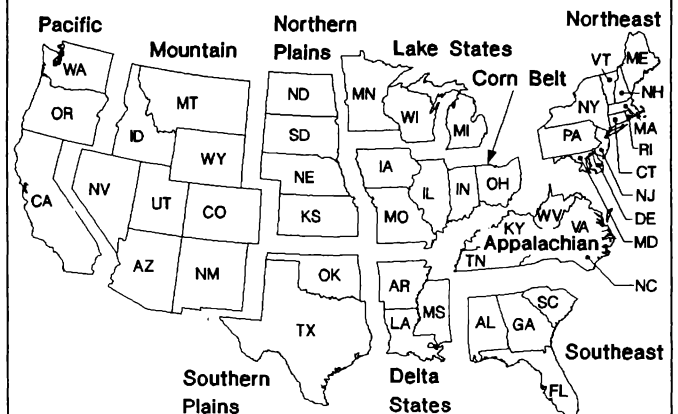 Pacific
Mountain
Northern
Plains
Lake States
Corn Belt
Northeast
WA
OR
CA
ID
NV
MT
WY
UT
CO
AZ
NM
ND
SD
NE
KS
OK
TX
Southern
Plains
MN
WI
MI
IA
MO
IL
IN
OH
AR
LA
MS
Delta
States
KY
WV
VA
TN
Appalachian
NC
AL
GA
SC
FL
Southeast
VT
ME
NH
NY
MA
RI
PA
CT
NJ
DE
MD